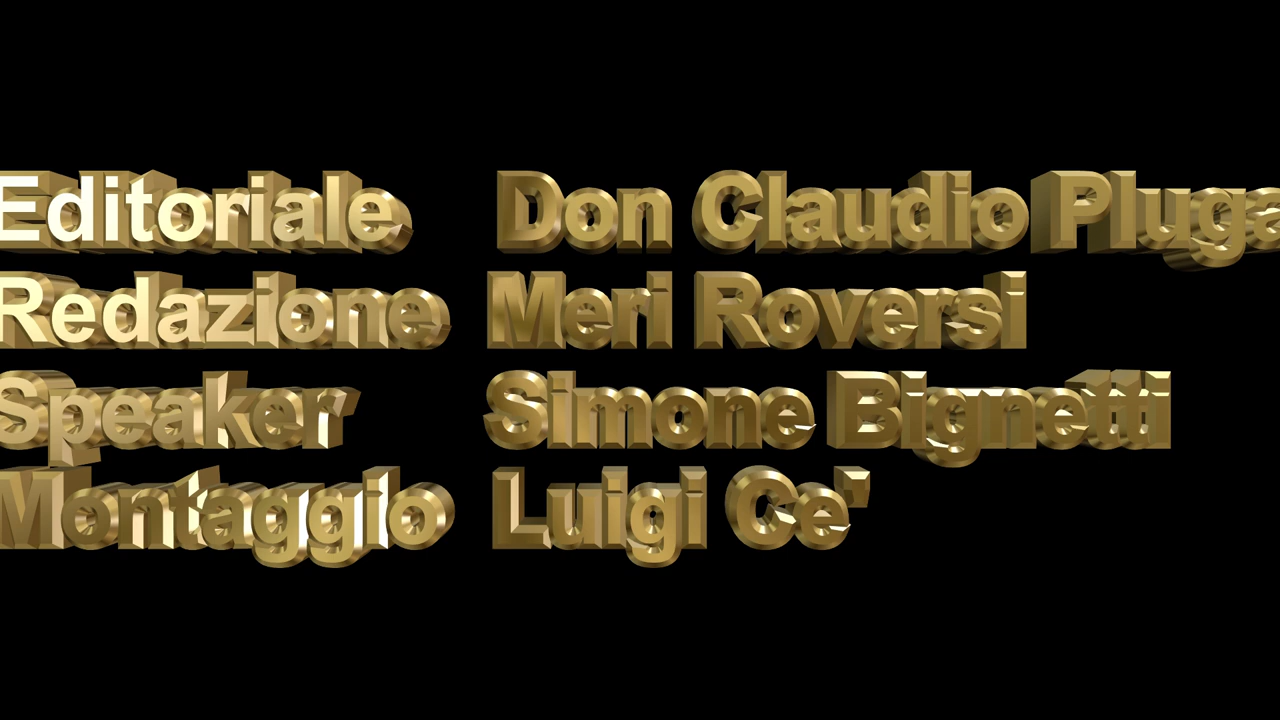 Editoriale Don Claudio Pluga
Redazione Meri Roversi
Speaker Simone Bignetti
Montaggio Luigi Ce'